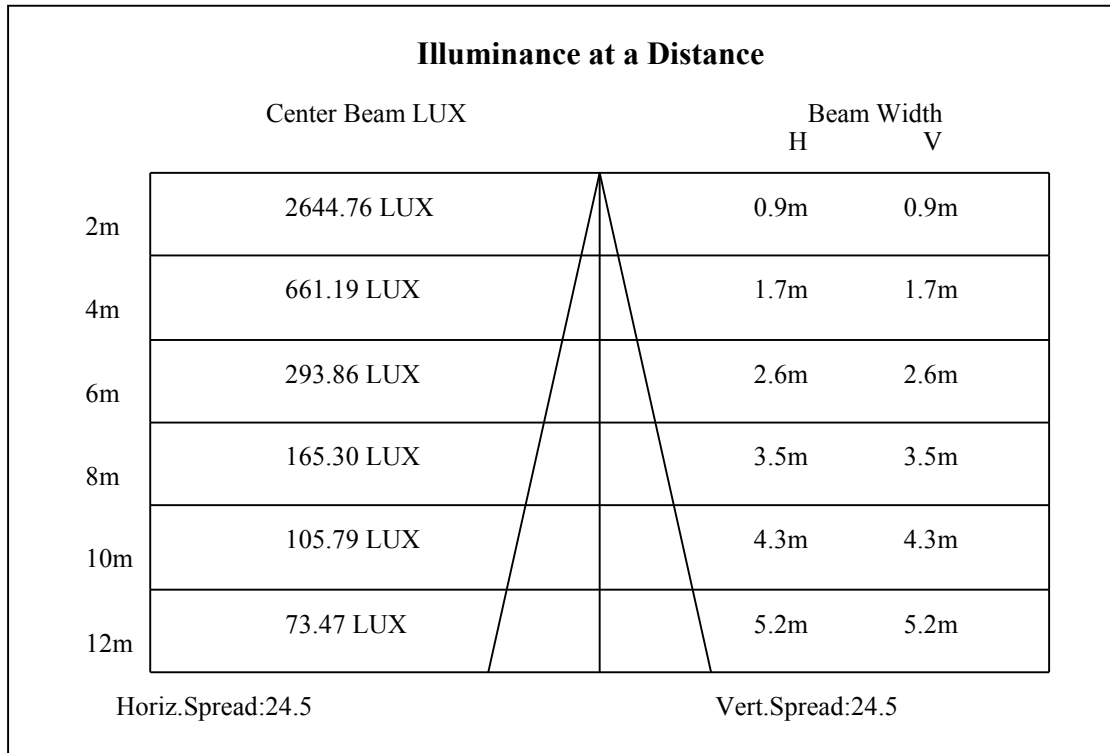 Illuminance at a Distance
Center Beam LUX Beam Width
H V
2m 2644.76 LUX 0.9m 0.9m
4m 661.19 LUX 1.7m 1.7m
6m 293.86 LUX 2.6m 2.6m
8m 165.30 LUX 3.5m 3.5m
10m 105.79 LUX 4.3m 4.3m
12m 73.47 LUX 5.2m 5.2m
Horiz.Spread:24.5 Vert.Spread:24.5